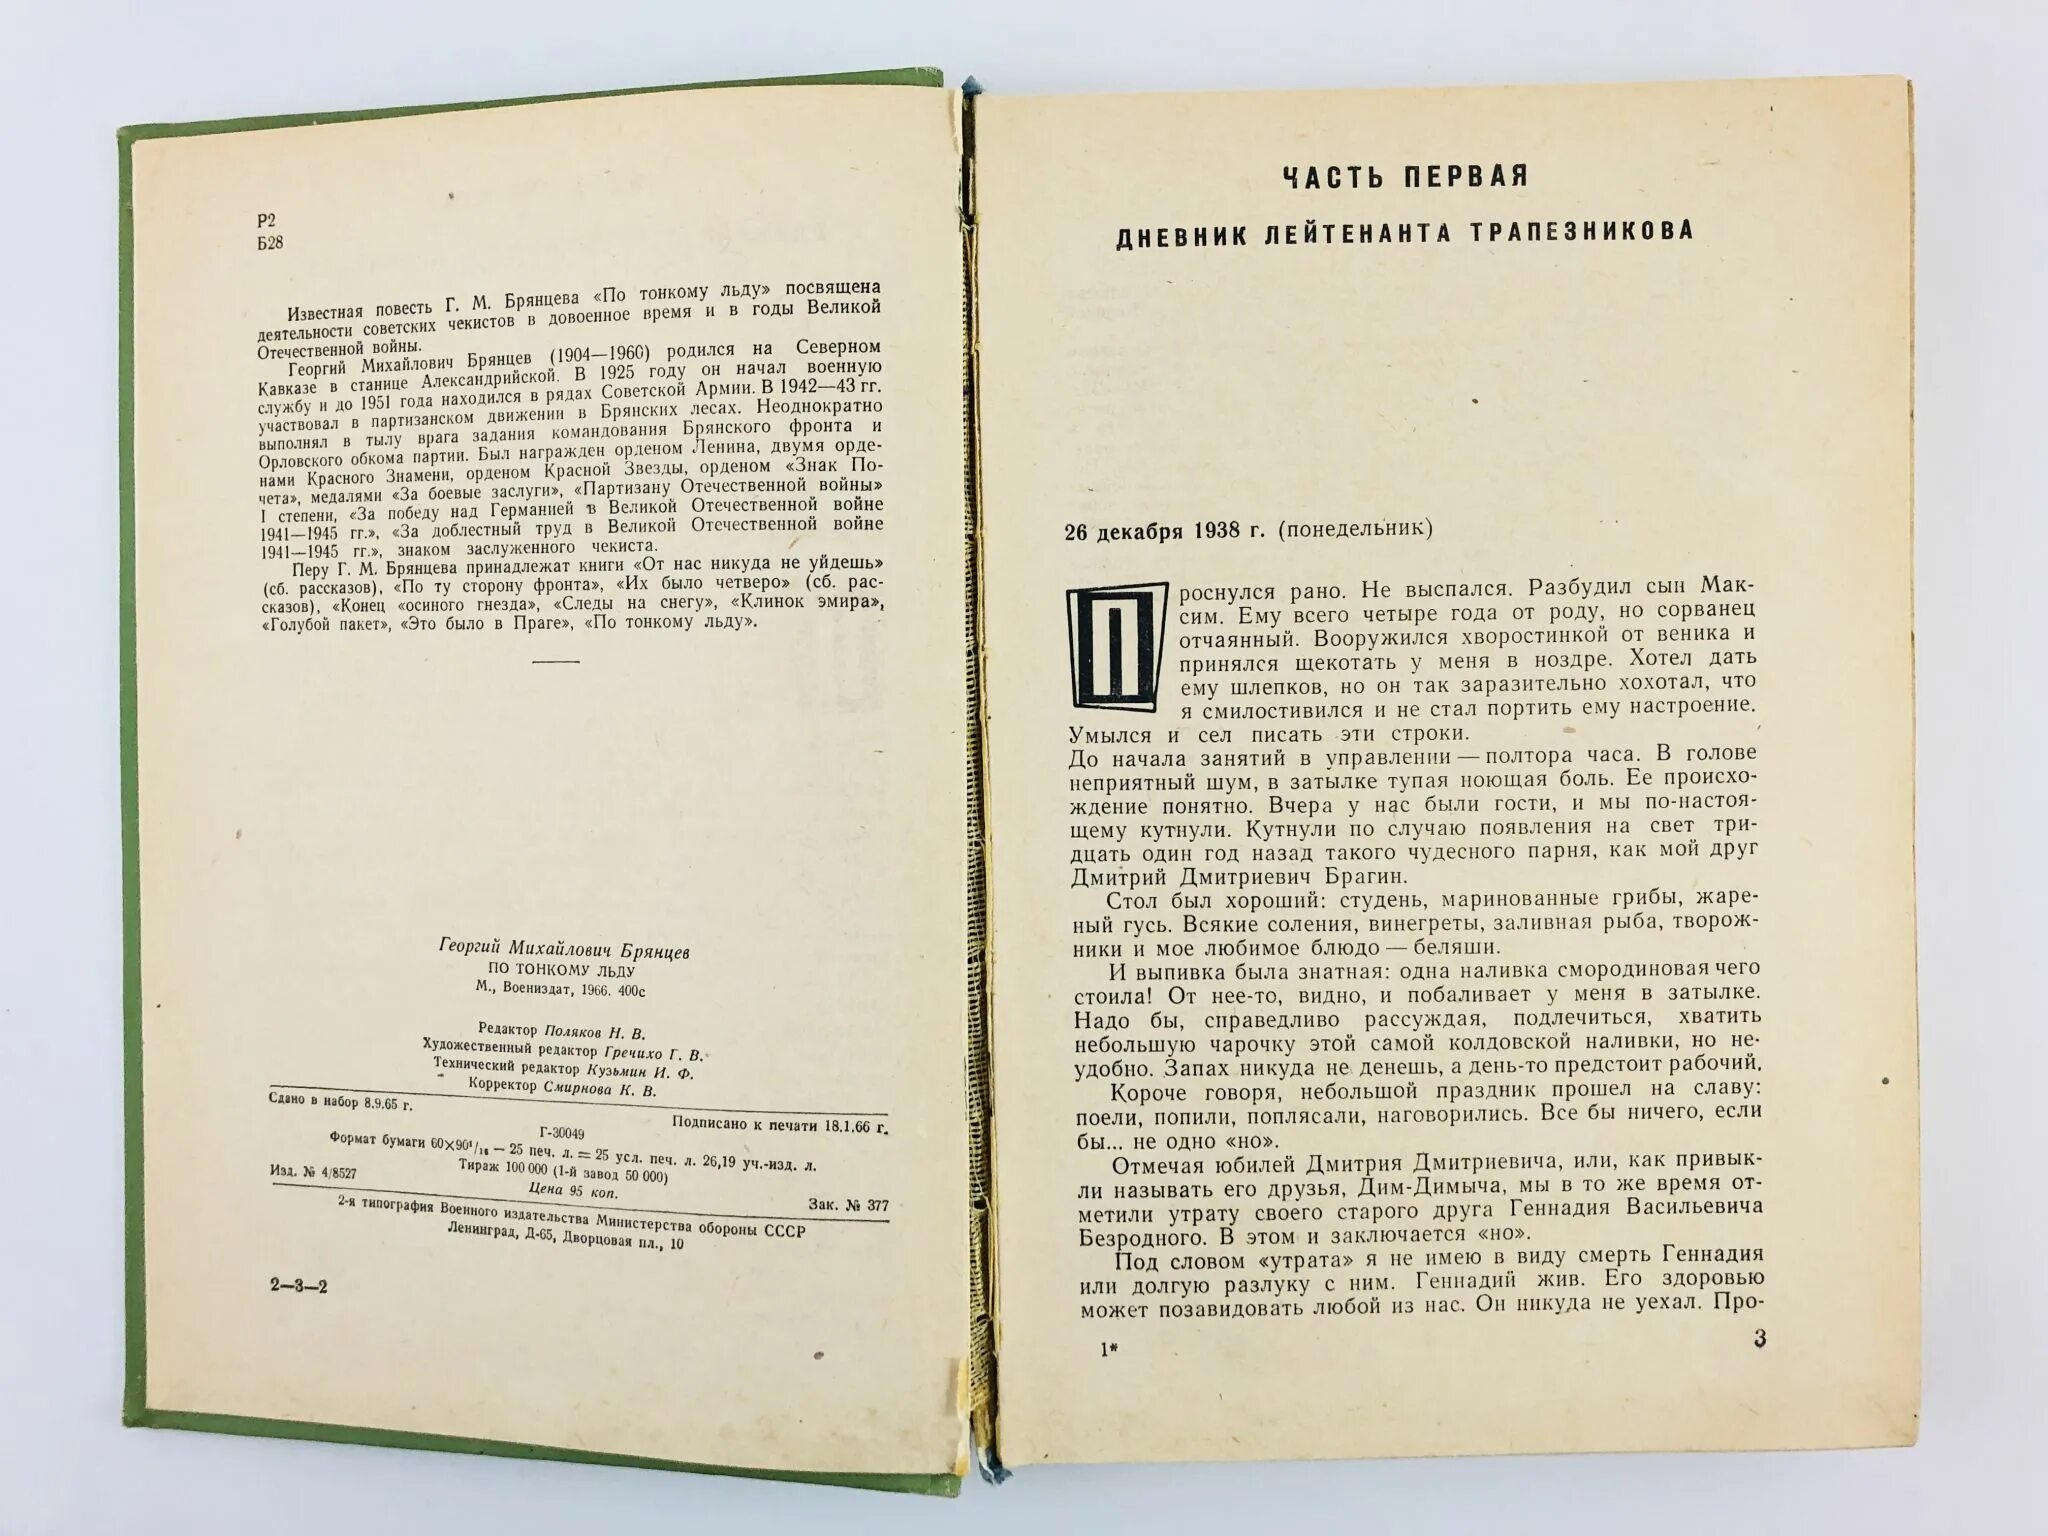 Р2
Б28
Известная повесть Г. М. Брянцева «По тонкому льду» посвящена
деятельности советских чекистов в довоенное время и в годы Великой
Отечественной войны.
Георгий Михайлович Брянцев (1904—1960) родился на Северном
Кавказе в станице Александрийской. В 1925 году он начал военную
службу и до 1951 года находился в рядах Советской Армии. В 1942—43 гг.
участвовал в партизанском движении в Брянских лесах. Неоднократно
выполнял в тылу врага задания командования Брянского фронта и
Орловского обкома партии. Был награжден орденом Ленина, двумя орде-
нами Красного Знамени, орденом Красной Звезды, орденом «Знак По-
чета», медалями «За боевые заслуги», «Партизану Отечественной войны»
I степени, «За победу над Германией в Великой Отечественной войне
1941—1945 гг.», «За доблестный труд в Великой Отечественной войне
1941—1945 гг.», знаком заслуженного чекиста.
Перу Г. М. Брянцева принадлежат книги «От нас никуда не уйдешь»
(сб. рассказов), «По ту сторону фронта», «Их было четверо» (сб. рас-
сказов), «Конец «осиного гнезда», «Следы на снегу», «Клинок эмира»,
«Голубой пакет», «Это было в Праге», «По тонкому льду».
Георгий Михайлович Брянцев
ПО ТОНКОМУ ЛЬДУ
М., Воениздат, 1966. 400с
Редактор Поляков Н. В.
Художественный редактор Гречихо Г. В.
Технический редактор Кузьмин И. Ф.
Корректор Смирнова К. В.
Сдано в набор 8.9.65 г. Подписано к печати 18.1.66 г.
Г-30049
Формат бумаги 60×90¹/₁₆ — 25 печ. л. = 25 усл. печ. л. 26,19 уч.-изд. л.
Тираж 100 000 (1-й завод 50 000)
Изд. № 4/8527 Цена 95 коп. Зак. № 377
2-я типография Военного издательства Министерства обороны СССР
Ленинград, Д-65, Дворцовая пл., 10
2—3—2
ЧАСТЬ ПЕРВАЯ
ДНЕВНИК ЛЕЙТЕНАНТА ТРАПЕЗНИКОВА
26 декабря 1938 г. (понедельник)
Проснулся рано. Не выспался. Разбудил сын Мак-
сим. Ему всего четыре года от роду, но сорванец
отчаянный. Вооружился хворостинкой от веника и
принялся щекотать у меня в ноздре. Хотел дать
ему шлепков, но он так заразительно хохотал, что
я смилостивился и не стал портить ему настроение.
Умылся и сел писать эти строки.
До начала занятий в управлении — полтора часа. В голове
неприятный шум, в затылке тупая ноющая боль. Ее происхо-
ждение понятно. Вчера у нас были гости, и мы по-настоя-
щему кутнули. Кутнули по случаю появления на свет три-
дцать один год назад такого чудесного парня, как мой друг
Дмитрий Дмитриевич Брагин.
Стол был хороший: студень, маринованные грибы, жаре-
ный гусь. Всякие соления, винегреты, заливная рыба, творож-
ники и мое любимое блюдо — беляши.
И выпивка была знатная: одна наливка смородиновая чего
стоила! От нее-то, видно, и побаливает у меня в затылке.
Надо бы, справедливо рассуждая, подлечиться, хватить
небольшую чарочку этой самой колдовской наливки, но не-
удобно. Запах никуда не денешь, а день-то предстоит рабочий.
Короче говоря, небольшой праздник прошел на славу:
поели, попили, поплясали, наговорились. Все бы ничего, если
бы... не одно «но».
Отмечая юбилей Дмитрия Дмитриевича, или, как привык-
ли называть его друзья, Дим-Димыча, мы в то же время от-
метили утрату своего старого друга Геннадия Васильевича
Безродного. В этом и заключается «но».
Под словом «утрата» я не имею в виду смерть Геннадия
или долгую разлуку с ним. Геннадий жив. Его здоровью
может позавидовать любой из нас. Он никуда не уехал. Про-
1*
3